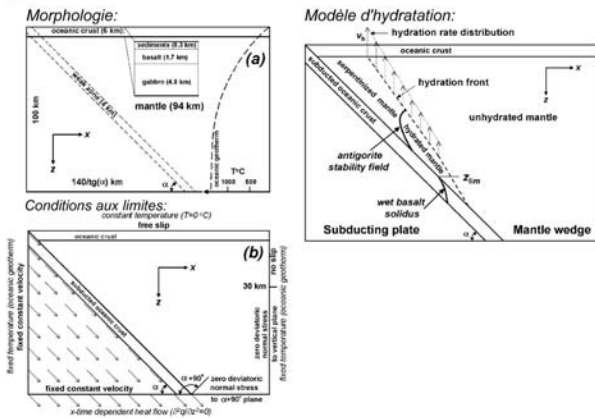 Morphologie:
oceanic crust (6 km)
sediments (0.3 km)
basalt (1.7 km)
gabbro (4.0 km)
(a)
mantle (94 km)
weak zone
100 km
x
z
oceanic geotherm
T°C
1000 500
140/tg(α) km
α
Conditions aux limites:
constant temperature (T=0°C)
free slip
oceanic crust
(b)
fixed temperature (oceanic geotherm)
fixed constant velocity
subducted oceanic crust
x
z
no slip
30 km
zero deviatoric
normal stress
to vertical plane
fixed temperature (oceanic geotherm)
α+90°
zero deviatoric
normal stress
to α+90° plane
fixed constant velocity
α
x-time dependent heat flow
Modèle d'hydratation:
hydration rate distribution
oceanic crust
hydration front
x
z
serpentinized mantle
subducted oceanic crust
hydrated mantle
unhydrated mantle
antigorite
stability field
z lim
wet basalt
solidus
Subducting plate
α
Mantle wedge